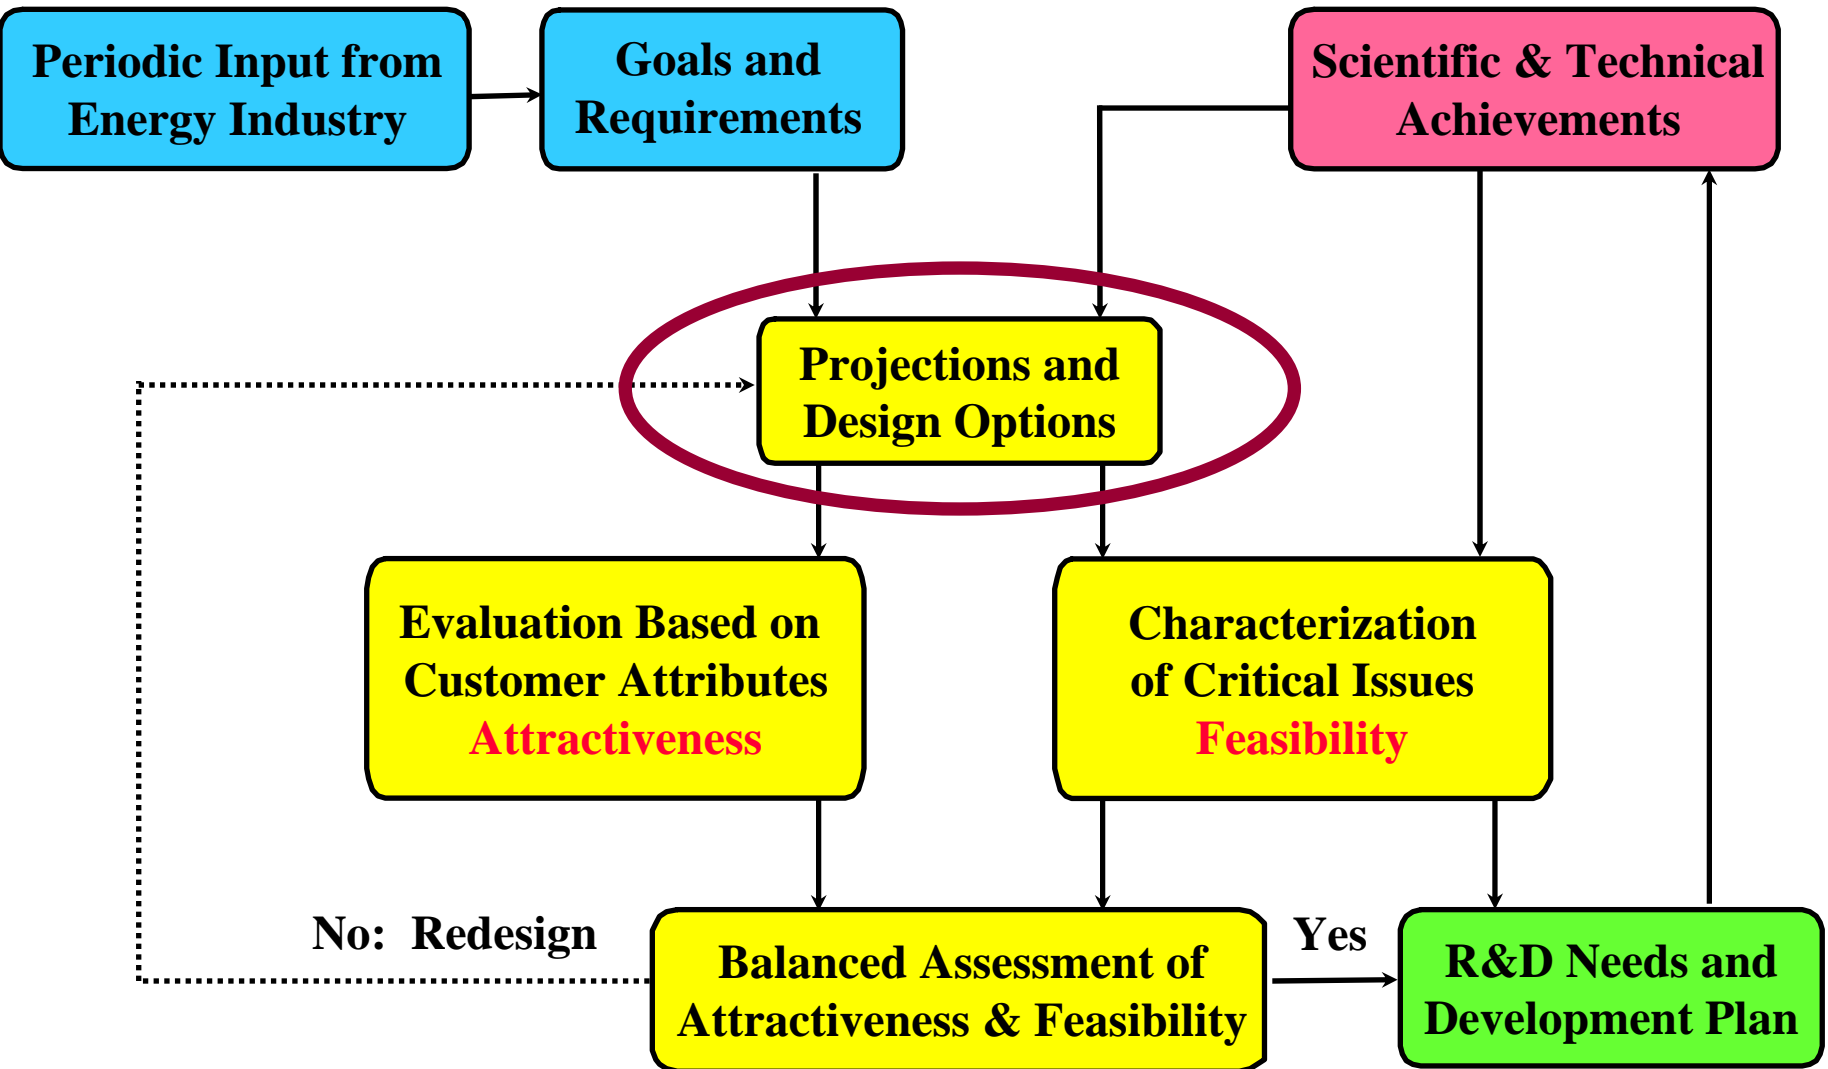 Periodic Input from
Energy Industry
Goals and
Requirements
Scientific & Technical
Achievements
Projections and
Design Options
Evaluation Based on
Customer Attributes
Attractiveness
Characterization
of Critical Issues
Feasibility
No: Redesign
Balanced Assessment of
Attractiveness & Feasibility
Yes
R&D Needs and
Development Plan